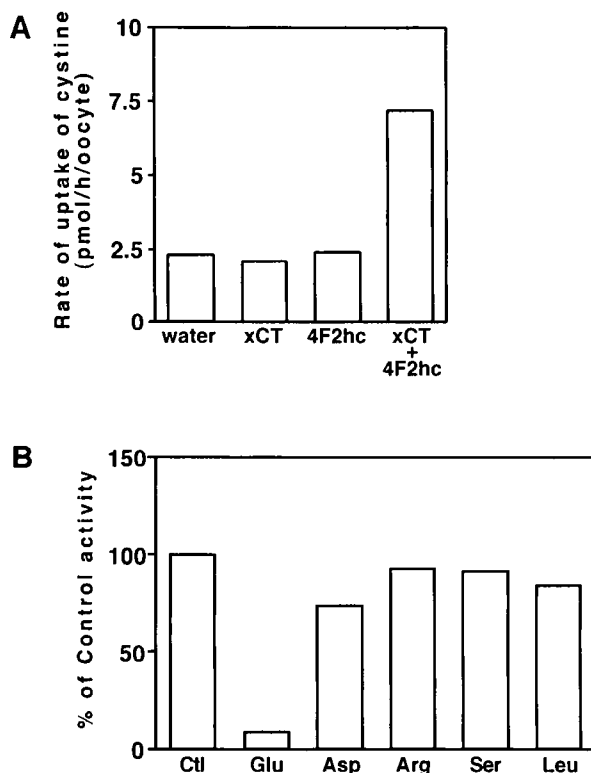 A
Rate of uptake of cystine
(pmol/h/oocyte)
10
7.5
5
2.5
0
water xCT 4F2hc xCT
+
4F2hc
B
% of Control activity
150
100
50
0
Ctl Glu Asp Arg Ser Leu